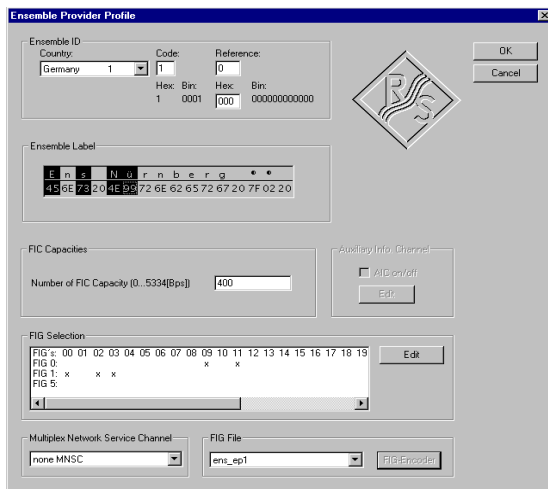 Ensemble Provider Profile
Ensemble ID
Country: Code: Reference:
Germany 1 1 0
Hex: Bin: Hex: Bin:
1 0001 000 000000000000
OK
Cancel
R S
Ensemble Label
E n s N ü r n b e r g
45 6E 73 20 4E 99 72 6E 62 65 72 67 20 7F 02 20
FIC Capacities
Number of FIC Capacity (0...5334[Bps]) 400
Auxiliary Info. Channel
AIC on/off
Edit
FIG Selection
FIG's: 00 01 02 03 04 05 06 07 08 09 10 11 12 13 14 15 16 17 18 19
FIG 0: x x
FIG 1: x x x
FIG 5:
Edit
Multiplex Network Service Channel
none MNSC
FIG File
ens_ep1
FIG-Encoder